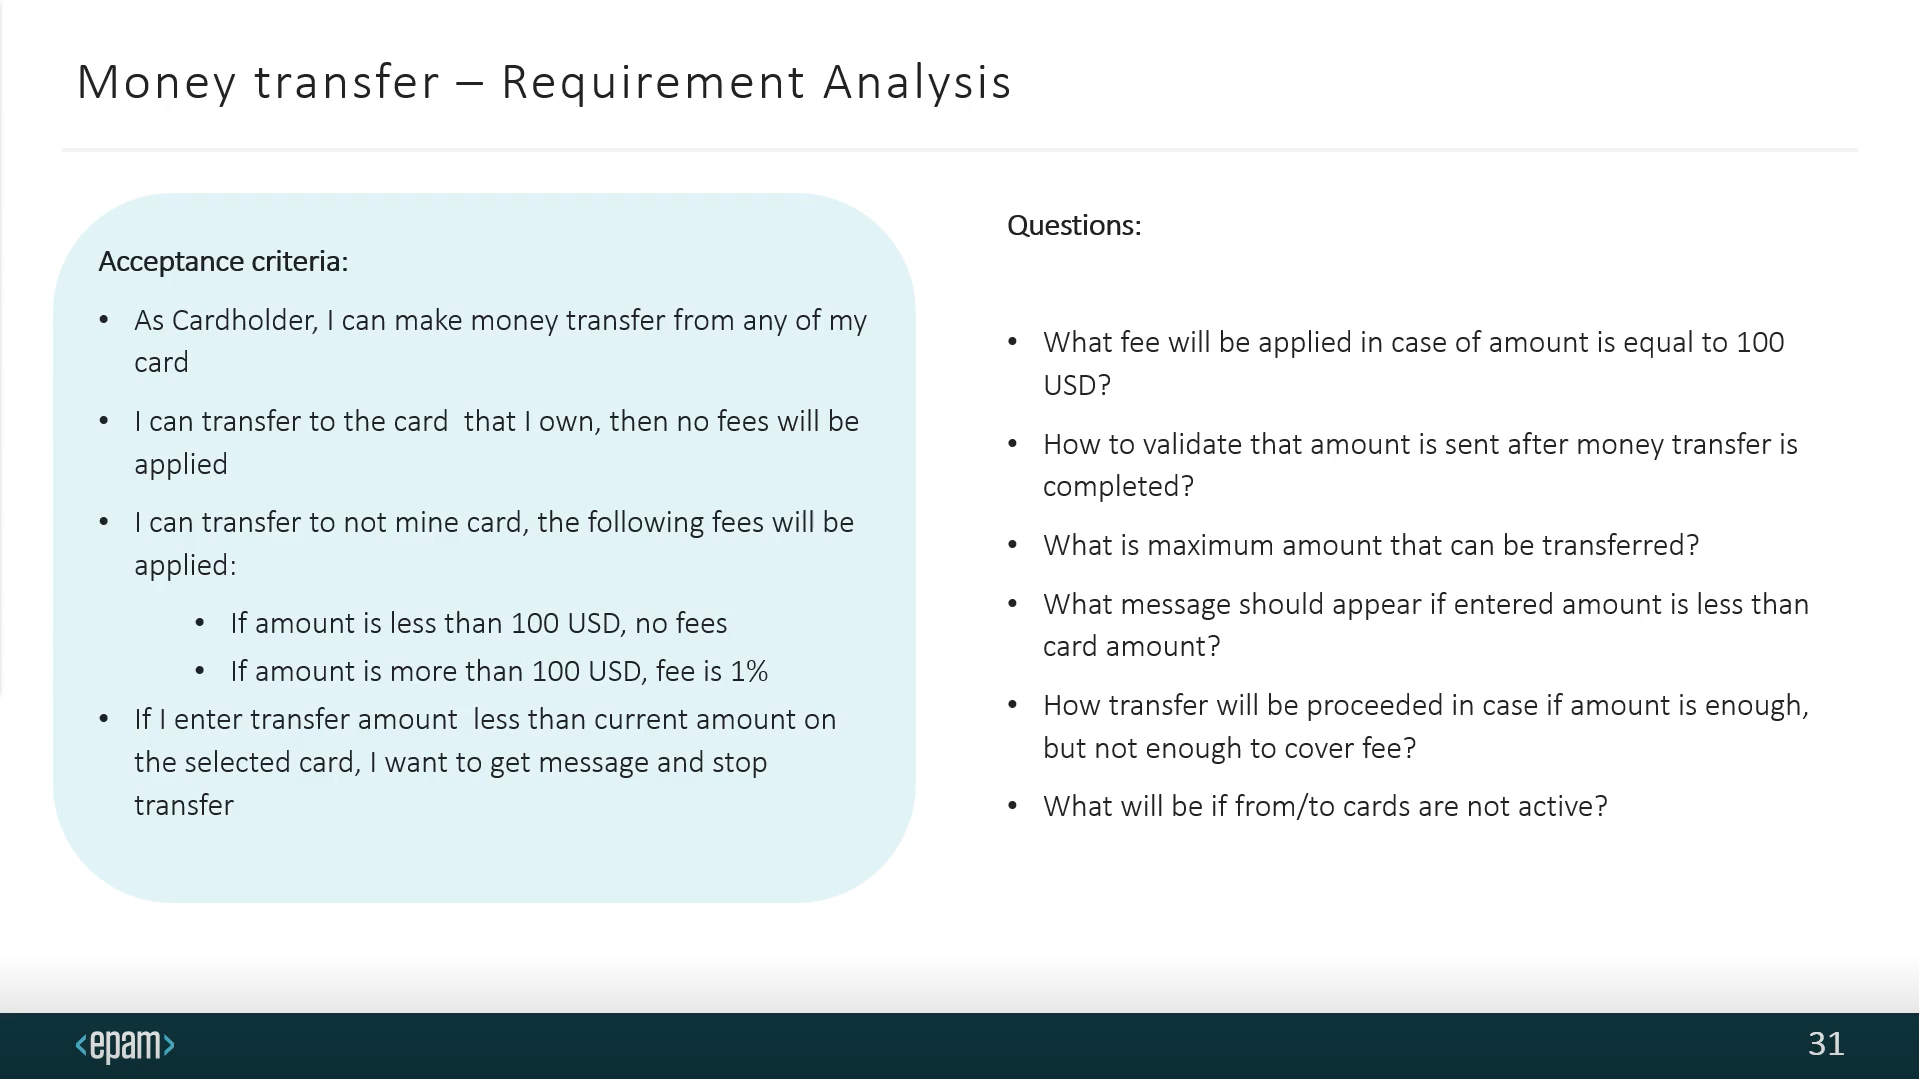 Money transfer – Requirement Analysis
Acceptance criteria:
• As Cardholder, I can make money transfer from any of my
card
• I can transfer to the card  that I own, then no fees will be
applied
• I can transfer to not mine card, the following fees will be
applied:
• If amount is less than 100 USD, no fees
• If amount is more than 100 USD, fee is 1%
• If I enter transfer amount  less than current amount on
the selected card, I want to get message and stop
transfer
Questions:
• What fee will be applied in case of amount is equal to 100
USD?
• How to validate that amount is sent after money transfer is
completed?
• What is maximum amount that can be transferred?
• What message should appear if entered amount is less than
card amount?
• How transfer will be proceeded in case if amount is enough,
but not enough to cover fee?
• What will be if from/to cards are not active?
<epam>
31